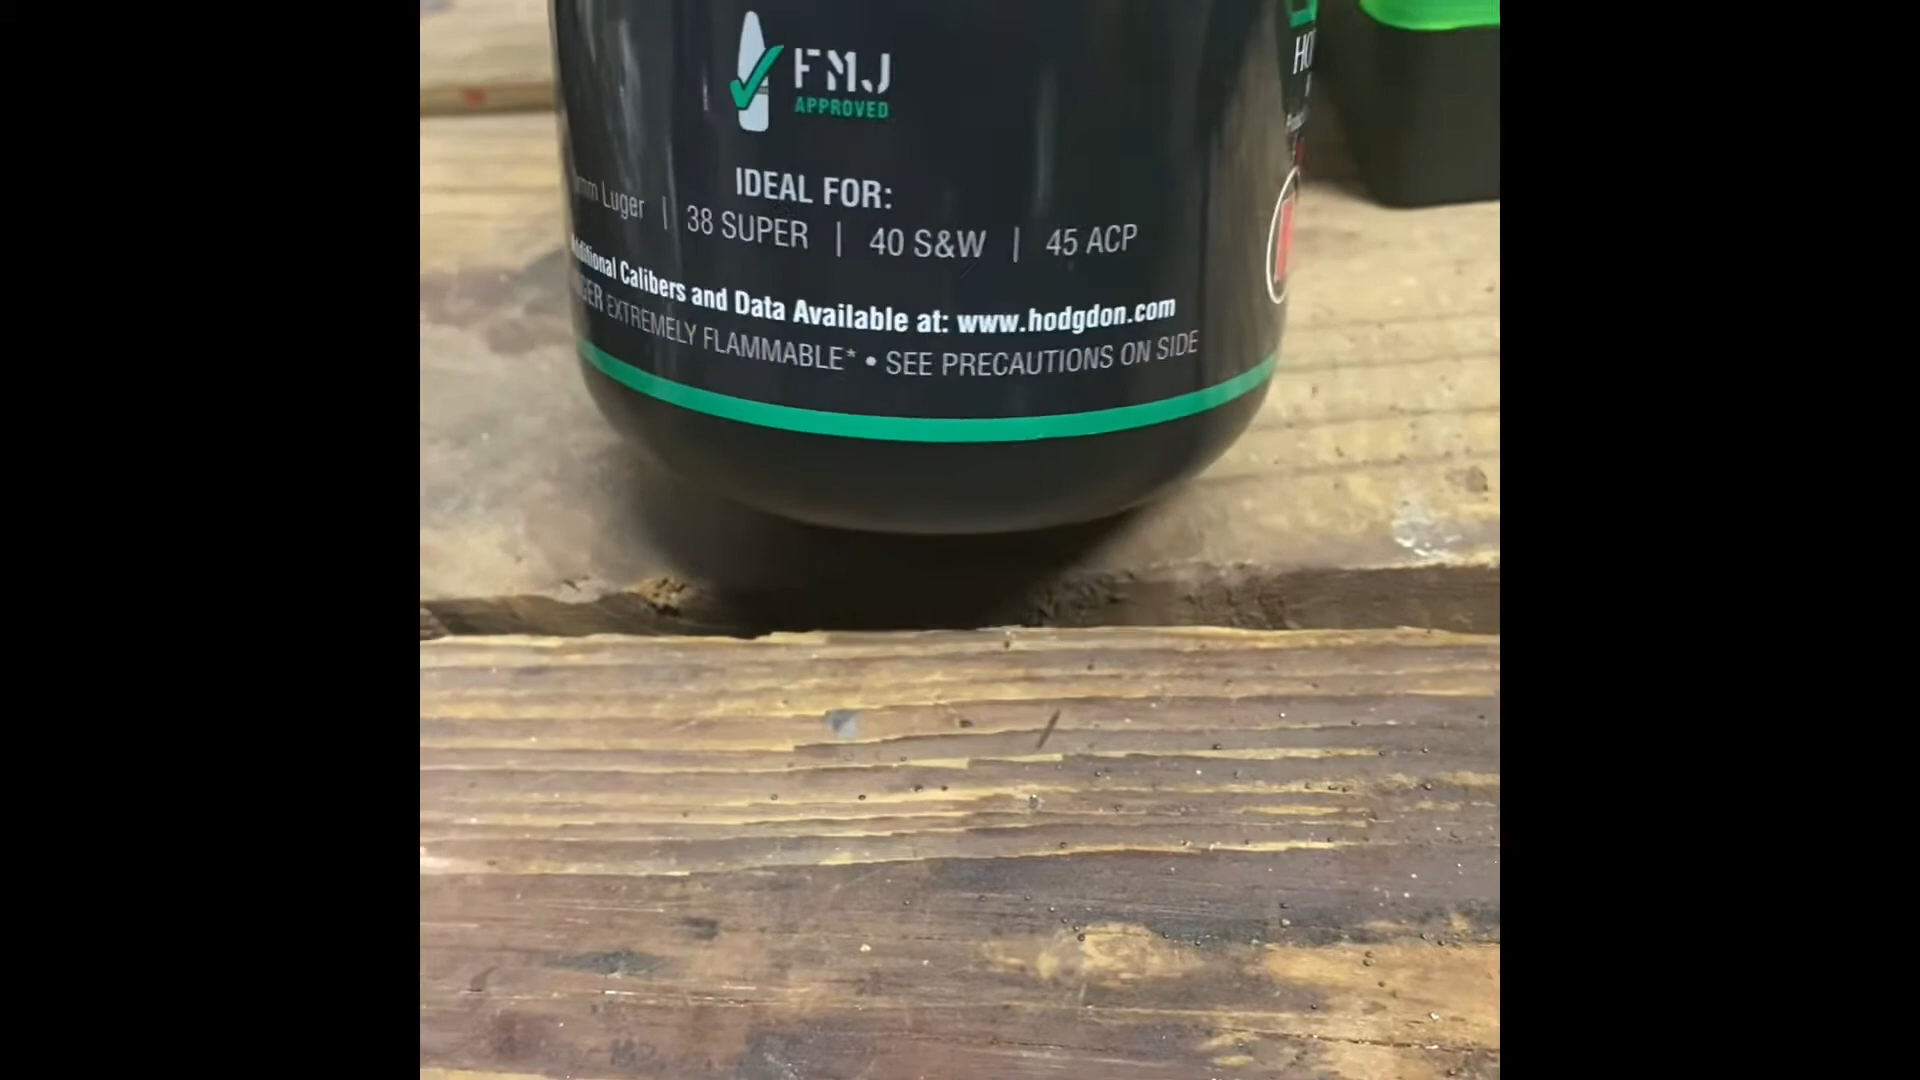 FMJ
APPROVED
IDEAL FOR:
Luger | 38 SUPER | 40 S&W | 45 ACP
Additional Calibers and Data Available at: www.hodgdon.com
EXTREMELY FLAMMABLE* • SEE PRECAUTIONS ON SIDE